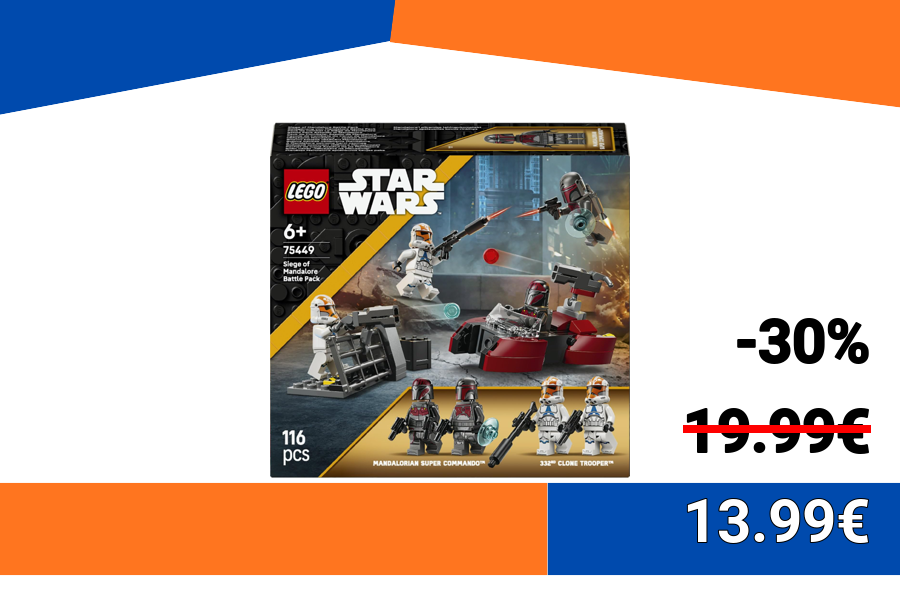 LEGO
STAR
WARS
6+
75449
Siege of
Mandalore
Battle Pack
116
pcs
MANDALORIAN SUPER COMMANDO™
332ND CLONE TROOPER™
-30%
19.99€
13.99€